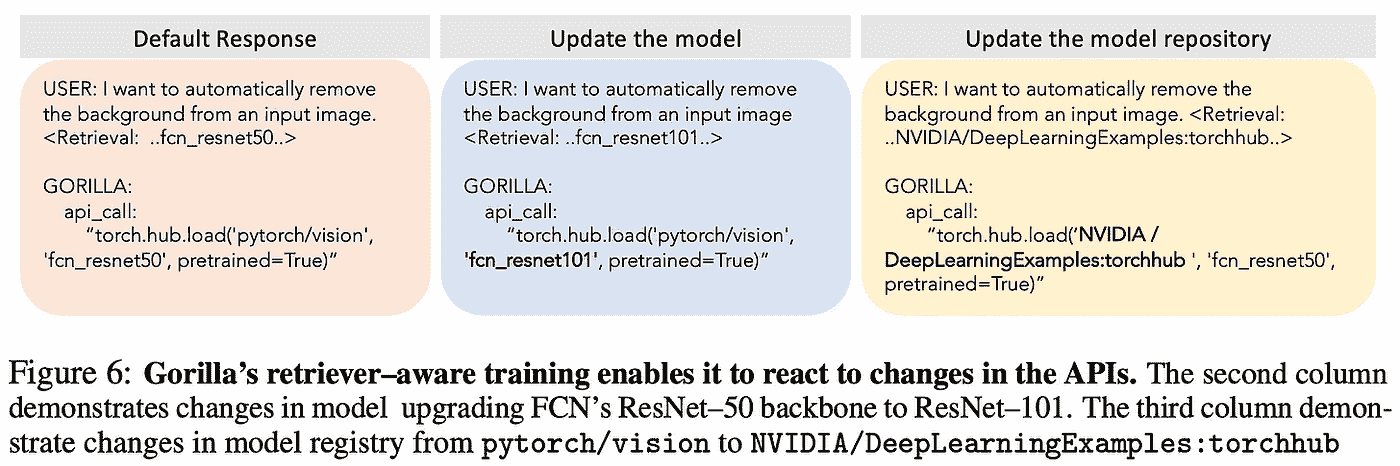 Default Response
USER: I want to automatically remove
the background from an input image.
<Retrieval: ..fcn_resnet50..>
GORILLA:
api_call:
“torch.hub.load('pytorch/vision',
'fcn_resnet50', pretrained=True)”
Update the model
USER: I want to automatically remove
the background from an input image
<Retrieval: ..fcn_resnet101..>
GORILLA:
api_call:
“torch.hub.load('pytorch/vision',
'fcn_resnet101', pretrained=True)”
Update the model repository
USER: I want to automatically remove the
background from an input image. <Retrieval:
..NVIDIA/DeepLearningExamples:torchhub..>
GORILLA:
api_call:
“torch.hub.load('NVIDIA /
DeepLearningExamples:torchhub ', 'fcn_resnet50',
pretrained=True)”
Figure 6: Gorilla’s retriever–aware training enables it to react to changes in the APIs. The second column
demonstrates changes in model upgrading FCN’s ResNet–50 backbone to ResNet–101. The third column demon-
strate changes in model registry from pytorch/vision to NVIDIA/DeepLearningExamples:torchhub